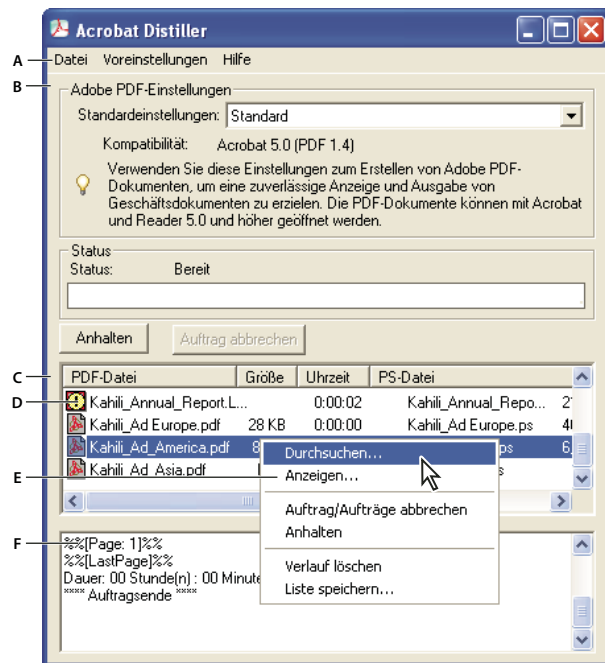 Acrobat Distiller
A
Datei Voreinstellungen Hilfe
B
Adobe PDF-Einstellungen
Standardeinstellungen: Standard
Kompatibilität: Acrobat 5.0 (PDF 1.4)
Verwenden Sie diese Einstellungen zum Erstellen von Adobe PDF-
Dokumenten, um eine zuverlässige Anzeige und Ausgabe von
Geschäftsdokumenten zu erzielen. Die PDF-Dokumente können mit Acrobat
und Reader 5.0 und höher geöffnet werden.
Status
Status: Bereit
Anhalten Auftrag abbrechen
C
PDF-Datei Größe Uhrzeit PS-Datei
D
Kahili_Annual_Report.L... 0:00:02 Kahili_Annual_Repo... 2
Kahili_Ad Europe.pdf 28 KB 0:00:00 Kahili_Ad Europe.ps
Kahili_Ad_America.pdf 8 ps 6
Kahili_Ad_Asia.pdf s
Durchsuchen...
E
Anzeigen...
Auftrag/Aufträge abbrechen
Anhalten
Verlauf löschen
Liste speichern...
F
%%[Page: 1]%%
%%[LastPage]%%
Dauer: 00 Stunde(n) : 00 Minute
**** Auftragsende ****